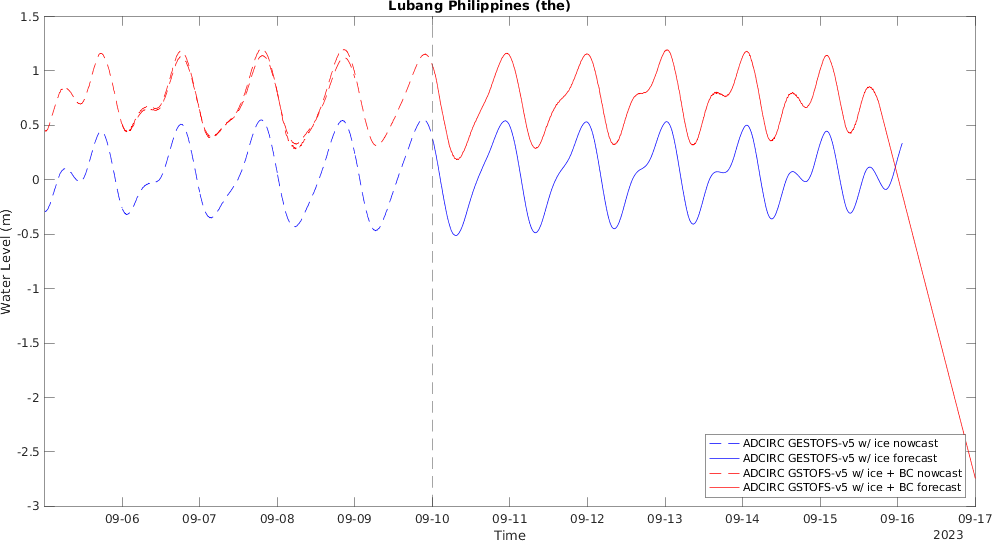 Lubang Philippines (the)
Water Level (m)
1.5
1
0.5
0
-0.5
-1
-1.5
-2
-2.5
-3
ADCIRC GESTOFS-v5 w/ ice nowcast
ADCIRC GESTOFS-v5 w/ ice forecast
ADCIRC GSTOFS-v5 w/ ice + BC nowcast
ADCIRC GSTOFS-v5 w/ ice + BC forecast
09-06 09-07 09-08 09-09 09-10 09-11 09-12 09-13 09-14 09-15 09-16 09-17
Time
2023